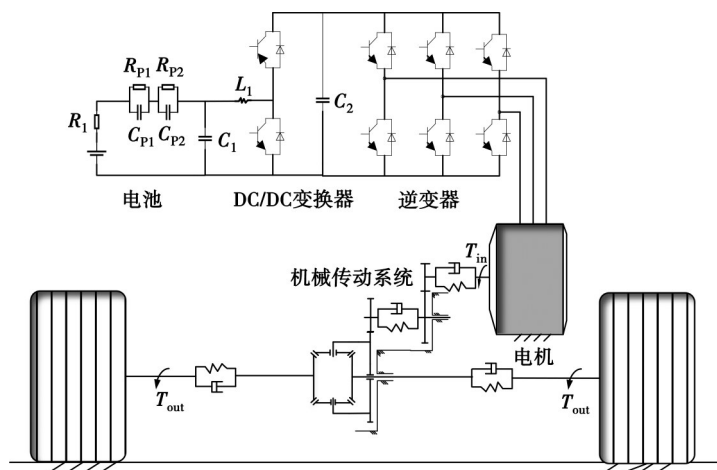 R_P1 R_P2
L_1
R_1
C_P1 C_P2 C_1
C_2
电池 DC/DC变换器 逆变器
T_in
机械传动系统
电机
T_out
T_out